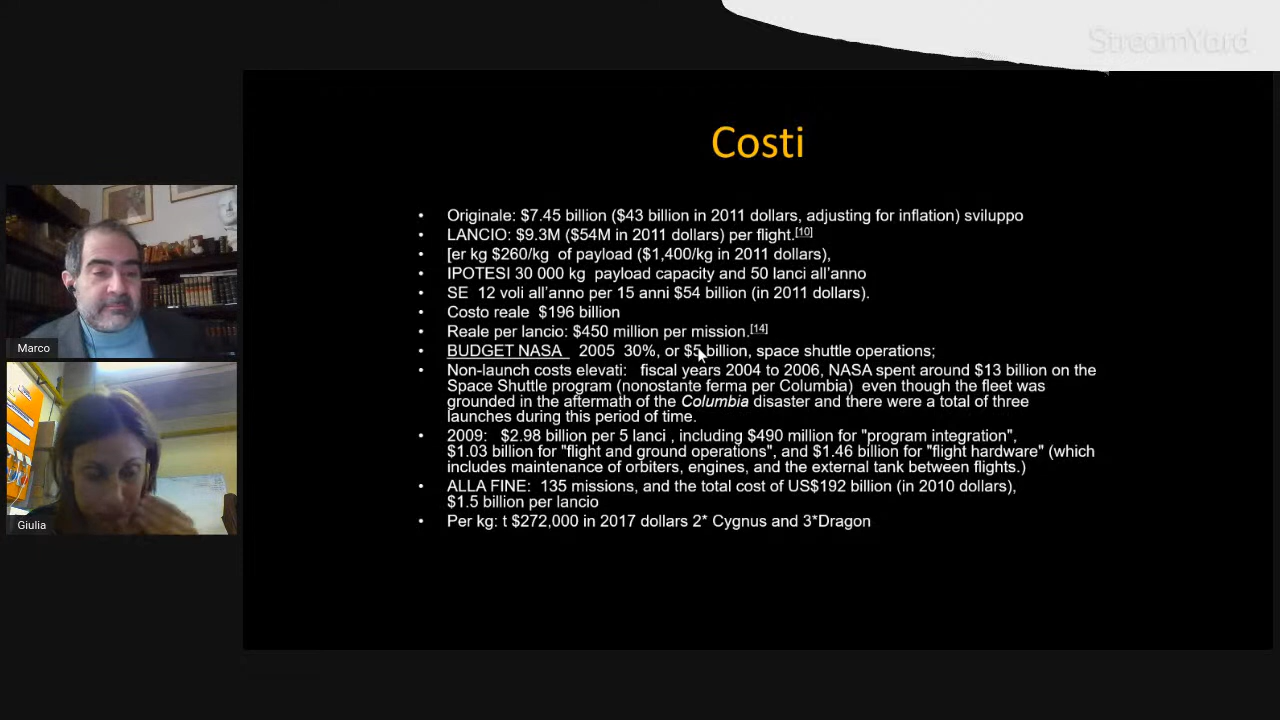 StreamYard
Costi
• Originale: $7.45 billion ($43 billion in 2011 dollars, adjusting for inflation) sviluppo
• LANCIO: $9.3M ($54M in 2011 dollars) per flight.[10]
• [er kg $260/kg of payload ($1,400/kg in 2011 dollars),
• IPOTESI 30 000 kg payload capacity and 50 lanci all'anno
• SE 12 voli all'anno per 15 anni $54 billion (in 2011 dollars).
• Costo reale $196 billion
• Reale per lancio: $450 million per mission.[14]
• BUDGET NASA 2005 30%, or $5 billion, space shuttle operations;
• Non-launch costs elevati: fiscal years 2004 to 2006, NASA spent around $13 billion on the
Space Shuttle program (nonostante ferma per Columbia) even though the fleet was
grounded in the aftermath of the Columbia disaster and there were a total of three
launches during this period of time.
• 2009: $2.98 billion per 5 lanci , including $490 million for "program integration",
$1.03 billion for "flight and ground operations", and $1.46 billion for "flight hardware" (which
includes maintenance of orbiters, engines, and the external tank between flights.)
• ALLA FINE: 135 missions, and the total cost of US$192 billion (in 2010 dollars),
$1.5 billion per lancio
• Per kg: t $272,000 in 2017 dollars 2* Cygnus and 3*Dragon
Marco
Giulia